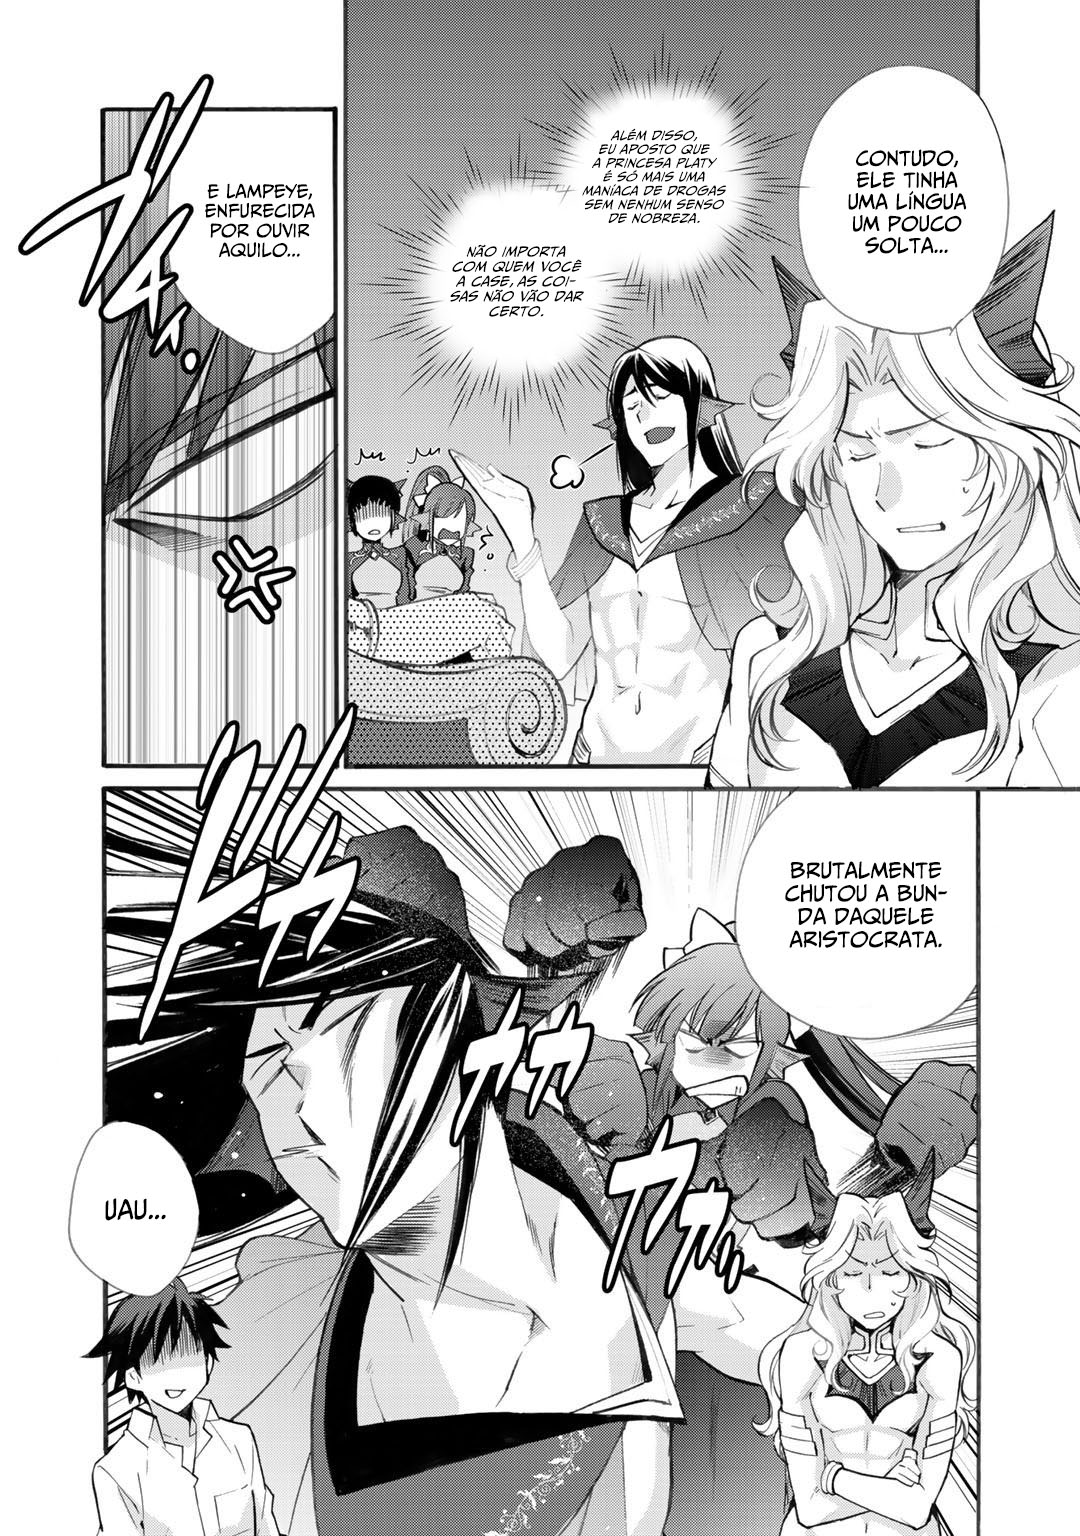 CONTUDO,
ELE TINHA
UMA LÍNGUA
UM POUCO
SOLTA...
ALÉM DISSO,
EU APOSTO QUE
A PRINCESA PLATY
É SÓ MAIS UMA
MANÍACA DE DROGAS
SEM NENHUM SENSO
DE NOBREZA.
NÃO IMPORTA
COM QUEM VOCÊ
A CASE, AS COI-
SAS NÃO VÃO DAR
CERTO.
E LAMPEYE,
ENFURECIDA
POR OUVIR
AQUILO...
BRUTALMENTE
CHUTOU A BUN-
DA DAQUELE
ARISTOCRATA.
UAU...